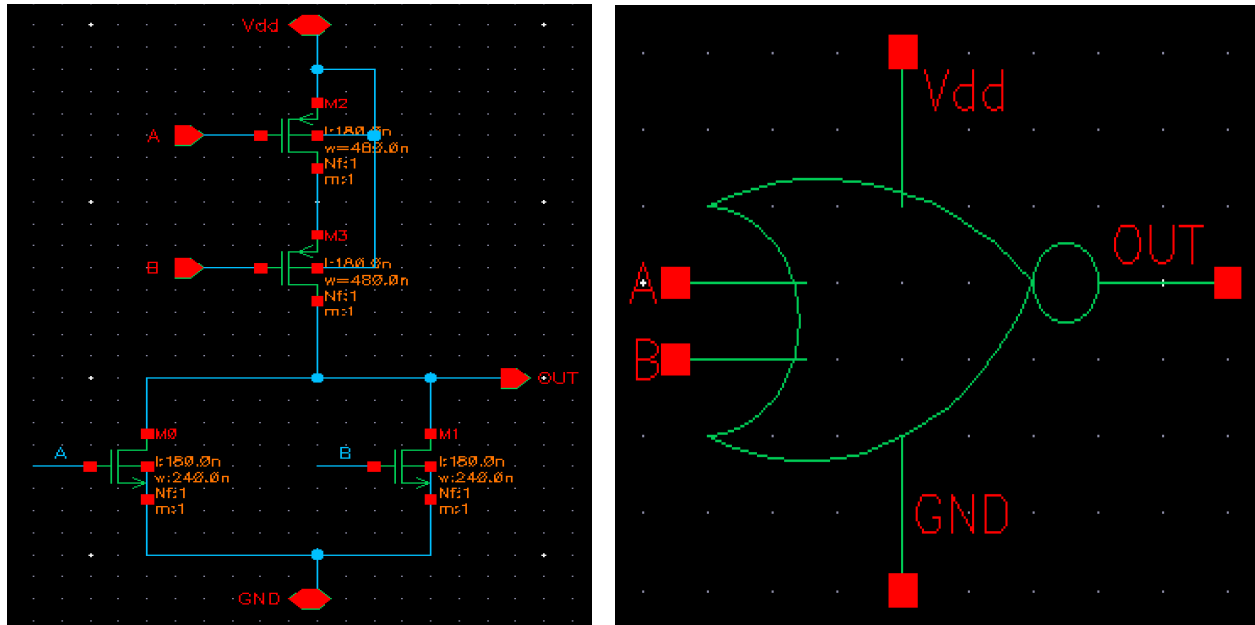 Vdd
M2
A
l:180.0n
w=480.0n
Nf:1
m:1
M3
B
l:180.0n
w=480.0n
Nf:1
m:1
OUT
M0
A
l:180.0n
w:240.0n
Nf:1
m:1
M1
B
l:180.0n
w:240.0n
Nf:1
m:1
GND
Vdd
OUT
A
B
GND